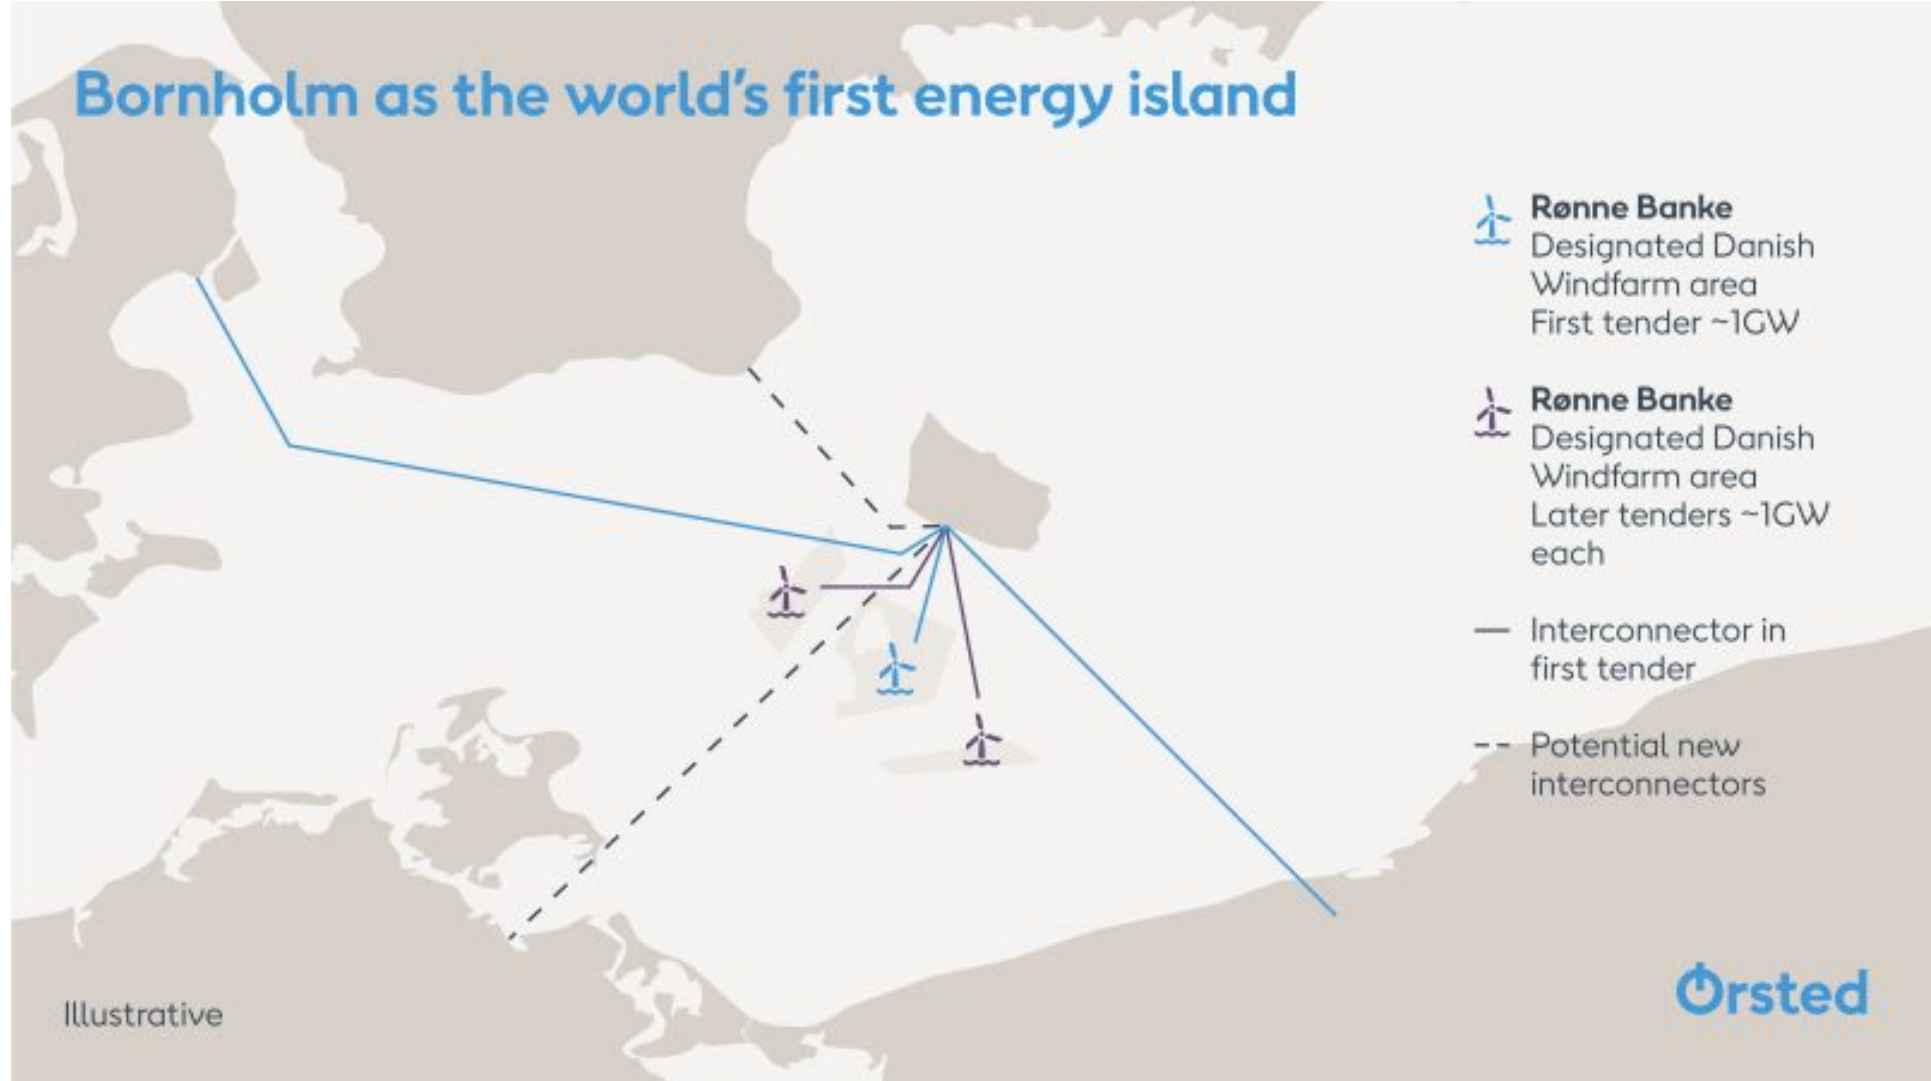 Bornholm as the world's first energy island
Rønne Banke
Designated Danish
Windfarm area
First tender ~1GW
Rønne Banke
Designated Danish
Windfarm area
Later tenders ~1GW
each
Interconnector in
first tender
Potential new
interconnectors
Illustrative
Ørsted